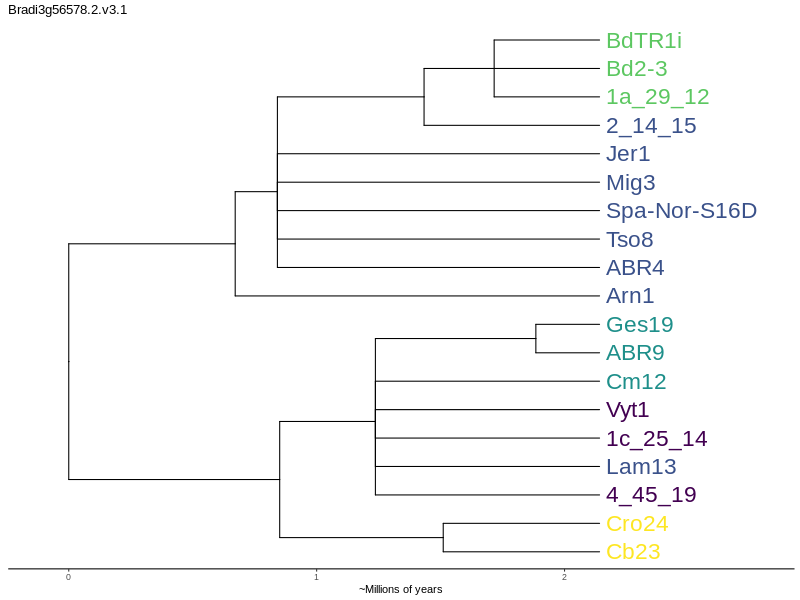 Bradi3g56578.2.v3.1
BdTR1i
Bd2-3
1a_29_12
2_14_15
Jer1
Mig3
Spa-Nor-S16D
Tso8
ABR4
Arn1
Ges19
ABR9
Cm12
Vyt1
1c_25_14
Lam13
4_45_19
Cro24
Cb23
0 1 2
~Millions of years